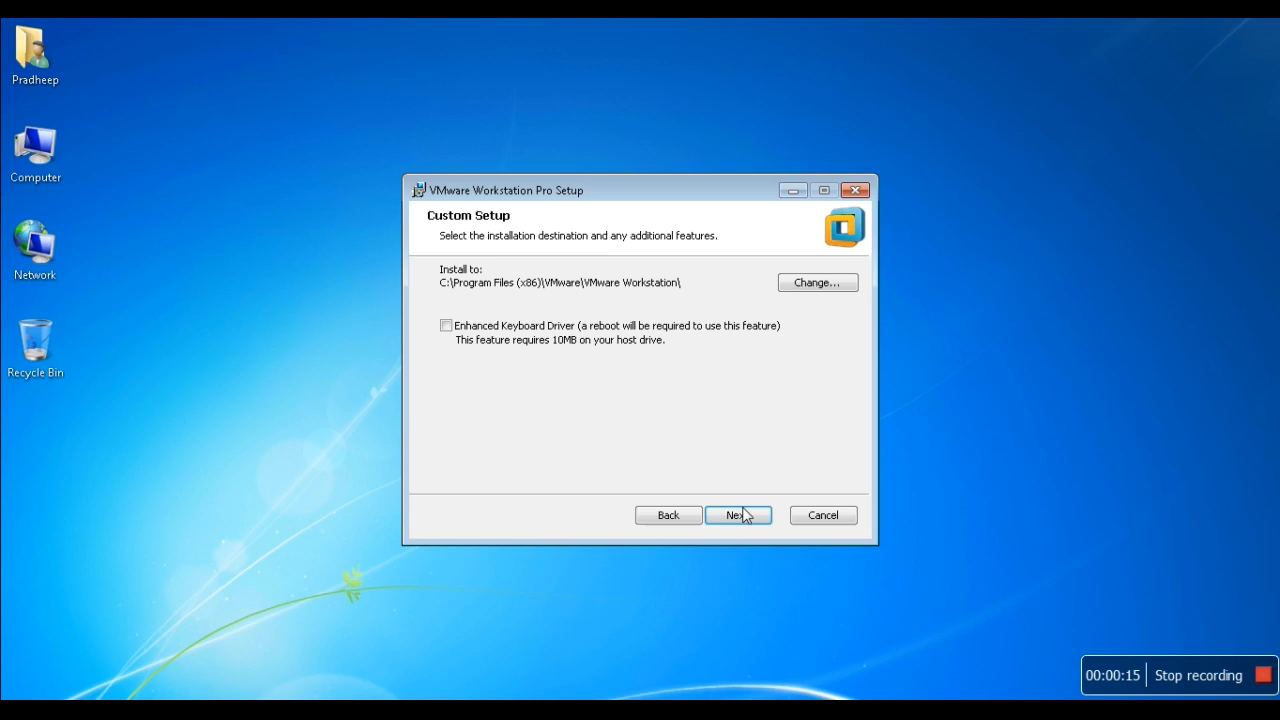 Pradheep
Computer
Network
Recycle Bin
VMware Workstation Pro Setup
Custom Setup
Select the installation destination and any additional features.
Install to:
C:\Program Files (x86)\VMware\VMware Workstation\
Change...
Enhanced Keyboard Driver (a reboot will be required to use this feature)
This feature requires 10MB on your host drive.
Back
Cancel
00:00:15
Stop recording